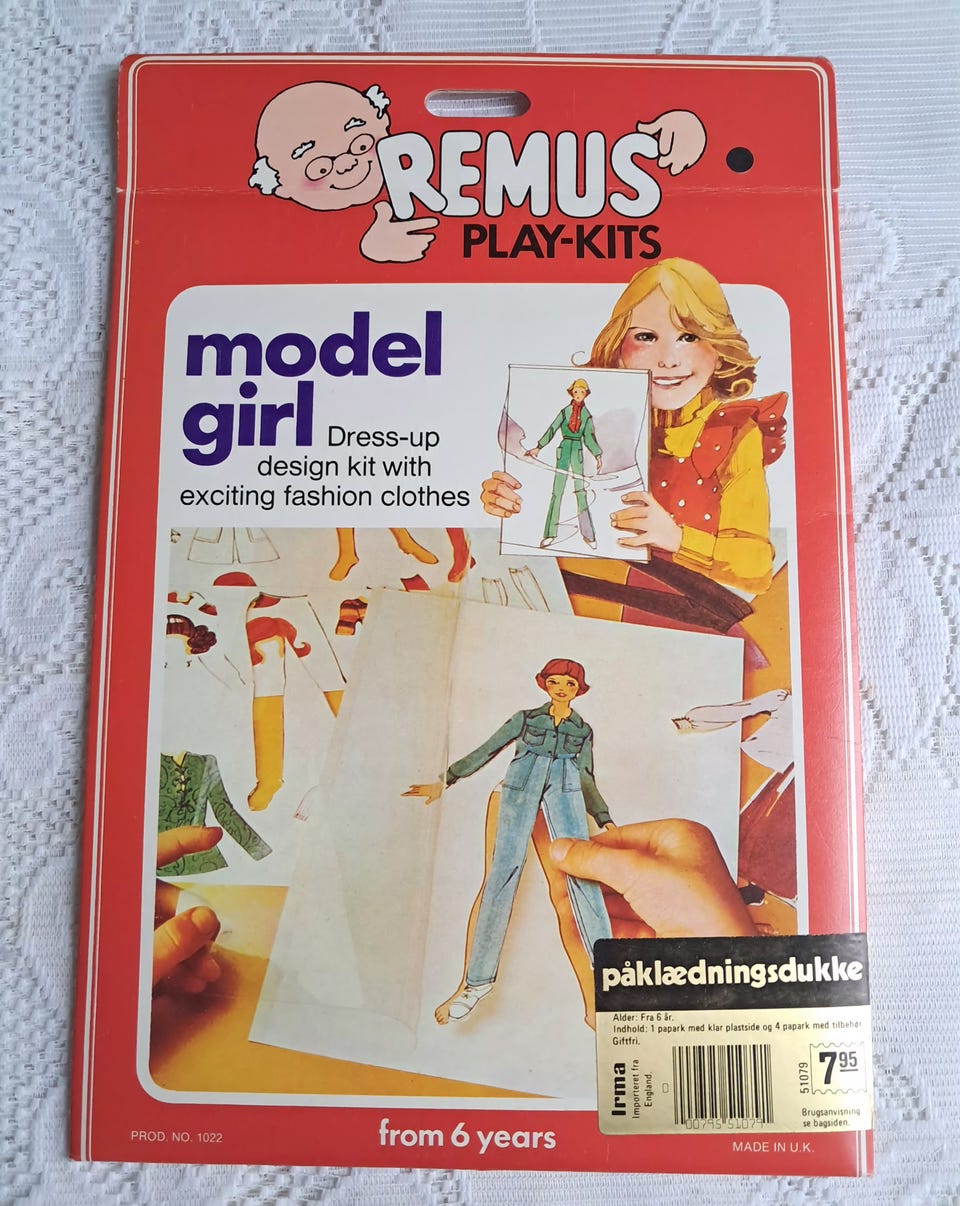 REMUS
PLAY-KITS
model
girl Dress-up
design kit with
exciting fashion clothes
påklædningsdukke
Alder: Fra 6 år.
Indhold: 1 papark med klar plastside og 4 papark med tilbehør
Giftfri.
Irma
Importeret fra
England.
00795 51079
51079
7 95
Brugsanvisning
se bagsiden.
PROD. NO. 1022
from 6 years
MADE IN U.K.